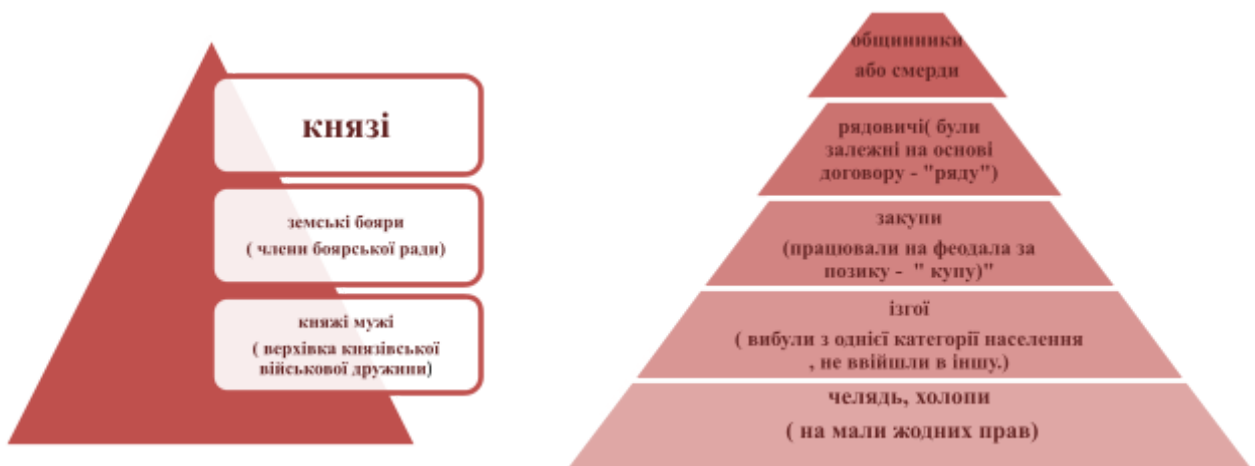 князі
земські бояри
( члени боярської ради)
княжі мужі
( верхівка князівської
військової дружини)
общинники
або смерди
рядовичі( були
залежні на основі
договору - "ряду")
закупи
(працювали на феодала за
позику -  " купу)"
ізгої
( вибули з однієї категорії населення
, не ввійшли в іншу.)
челядь, холопи
( на мали жодних прав)